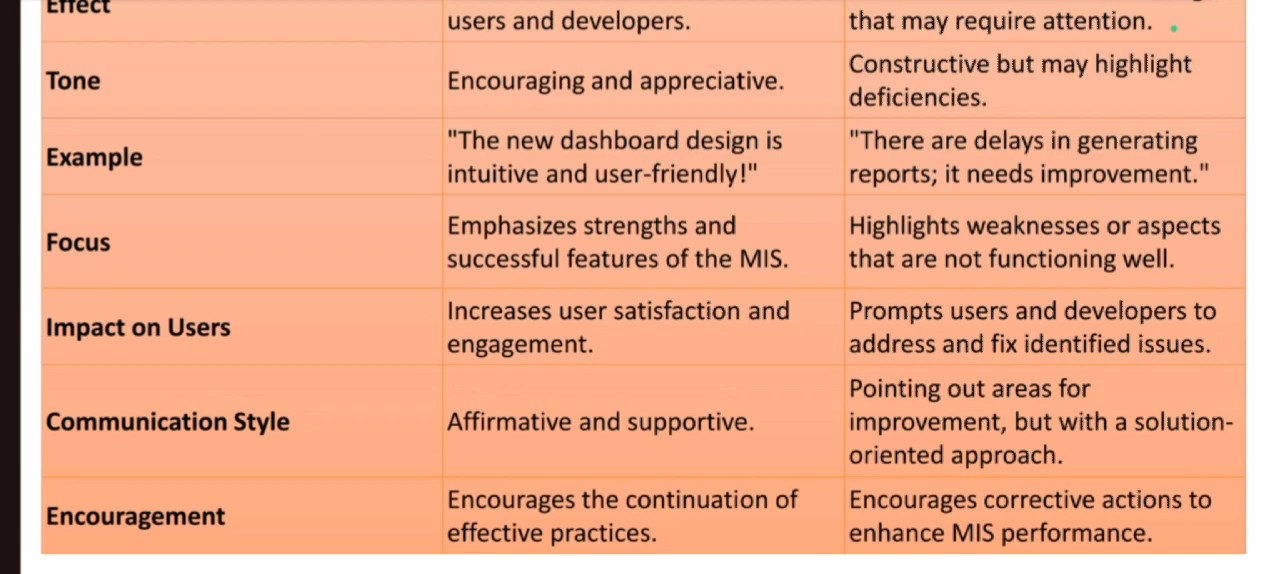 Effect
users and developers.
that may require attention.
Tone
Encouraging and appreciative.
Constructive but may highlight
deficiencies.
Example
"The new dashboard design is
intuitive and user-friendly!"
"There are delays in generating
reports; it needs improvement."
Focus
Emphasizes strengths and
successful features of the MIS.
Highlights weaknesses or aspects
that are not functioning well.
Impact on Users
Increases user satisfaction and
engagement.
Prompts users and developers to
address and fix identified issues.
Communication Style
Affirmative and supportive.
Pointing out areas for
improvement, but with a solution-
oriented approach.
Encouragement
Encourages the continuation of
effective practices.
Encourages corrective actions to
enhance MIS performance.